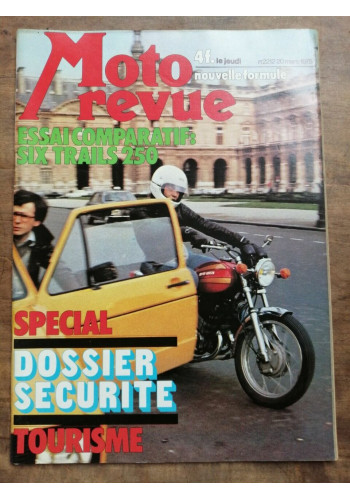 Moto
revue
4f. le jeudi
nouvelle formule
ESSAI COMPARATIF:
SIX TRAILS 250
SPECIAL
DOSSIER
SECURITE
TOURISME